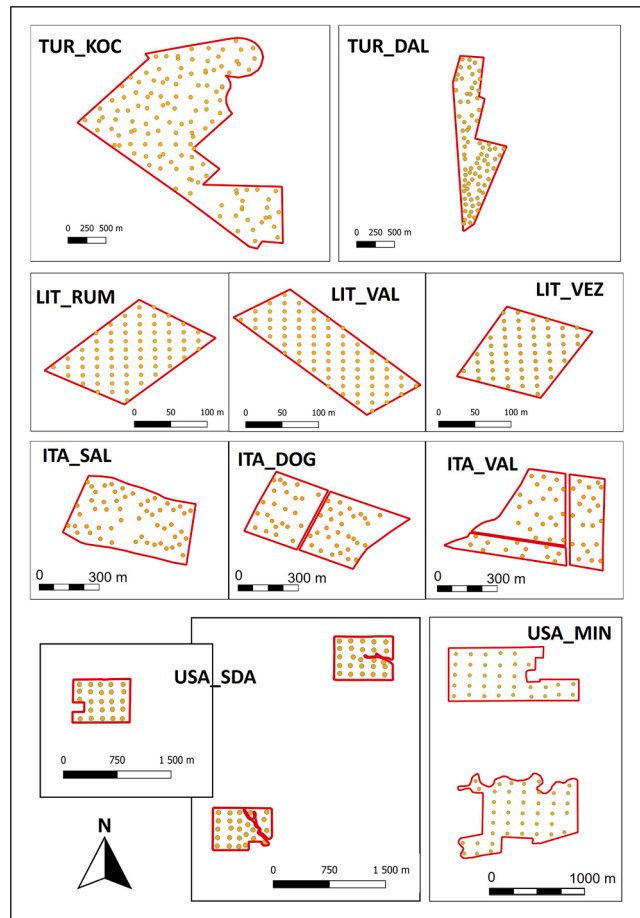 TUR_KOC
TUR_DAL
0 250 500 m
0 250 500 m
LIT_RUM
LIT_VAL
LIT_VEZ
0 50 100 m
0 50 100 m
0 50 100 m
ITA_SAL
ITA_DOG
ITA_VAL
0 300 m
0 300 m
0 300 m
USA_SDA
USA_MIN
0 750 1 500 m
N
0 750 1 500 m
0 1000 m